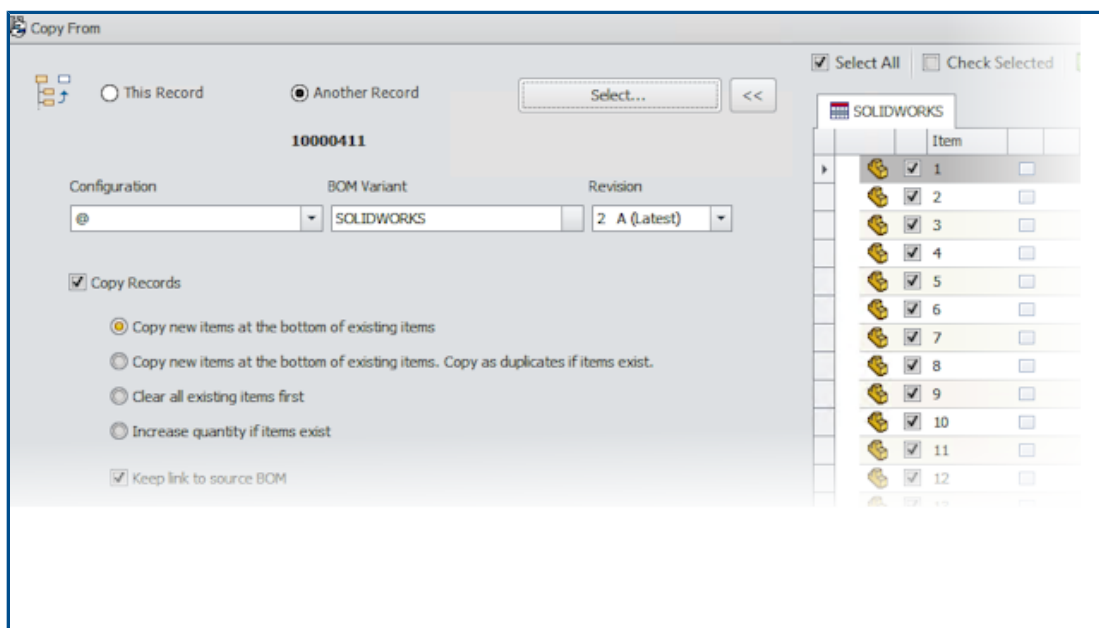 Copy From
This Record
Another Record
Select...
<<
10000411
Configuration
BOM Variant
Revision
@
SOLIDWORKS
2 A (Latest)
Copy Records
Copy new items at the bottom of existing items
Copy new items at the bottom of existing items. Copy as duplicates if items exist.
Clear all existing items first
Increase quantity if items exist
Keep link to source BOM
Select All
Check Selected
SOLIDWORKS
Item
1
2
3
4
5
6
7
8
9
10
11
12